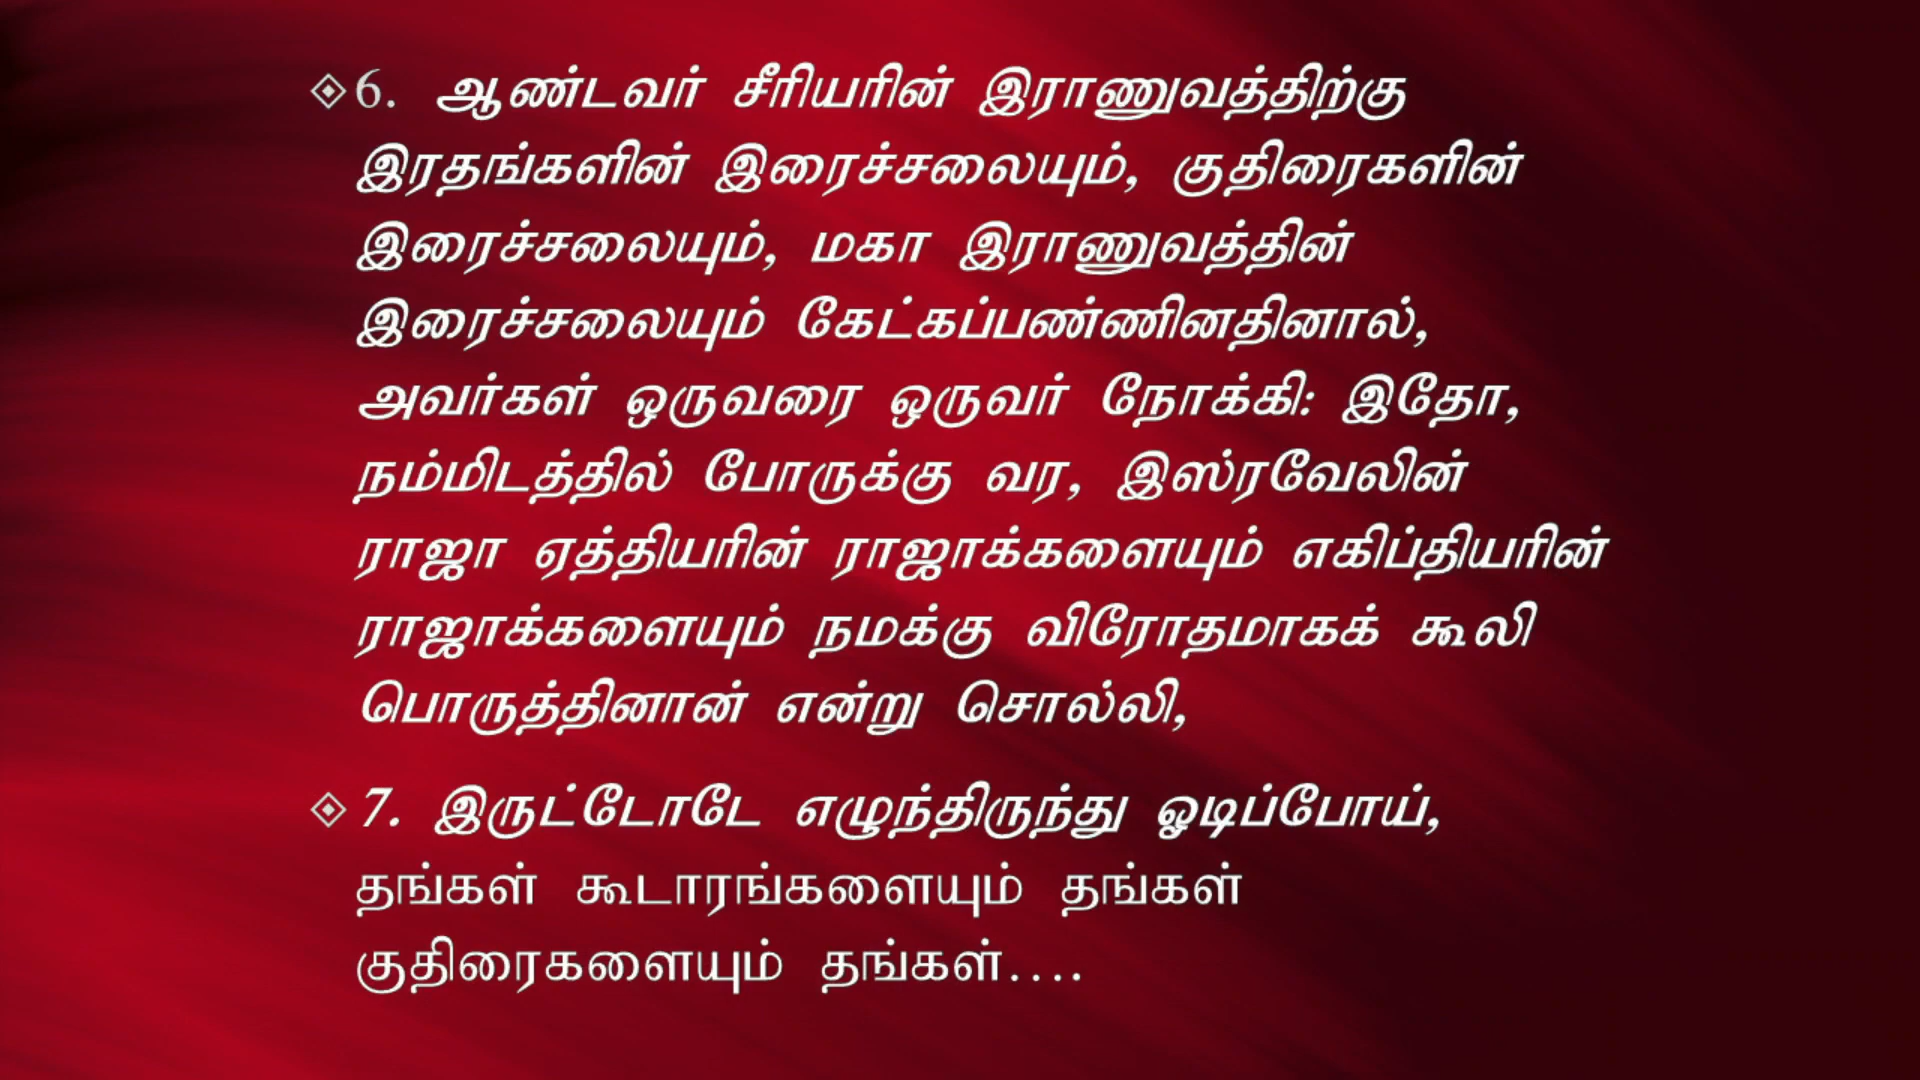 6. ஆண்டவர் சீரியரின் இராணுவத்திற்கு
இரதங்களின் இரைச்சலையும், குதிரைகளின்
இரைச்சலையும், மகா இராணுவத்தின்
இரைச்சலையும் கேட்கப்பண்ணினதினால்,
அவர்கள் ஒருவரை ஒருவர் நோக்கி: இதோ,
நம்மிடத்தில் போருக்கு வர, இஸ்ரவேலின்
ராஜா ஏத்தியரின் ராஜாக்களையும் எகிப்தியரின்
ராஜாக்களையும் நமக்கு விரோதமாகக் கூலி
பொருத்தினான் என்று சொல்லி,
7. இருட்டோடே எழுந்திருந்து ஓடிப்போய்,
தங்கள் கூடாரங்களையும் தங்கள்
குதிரைகளையும் தங்கள்....